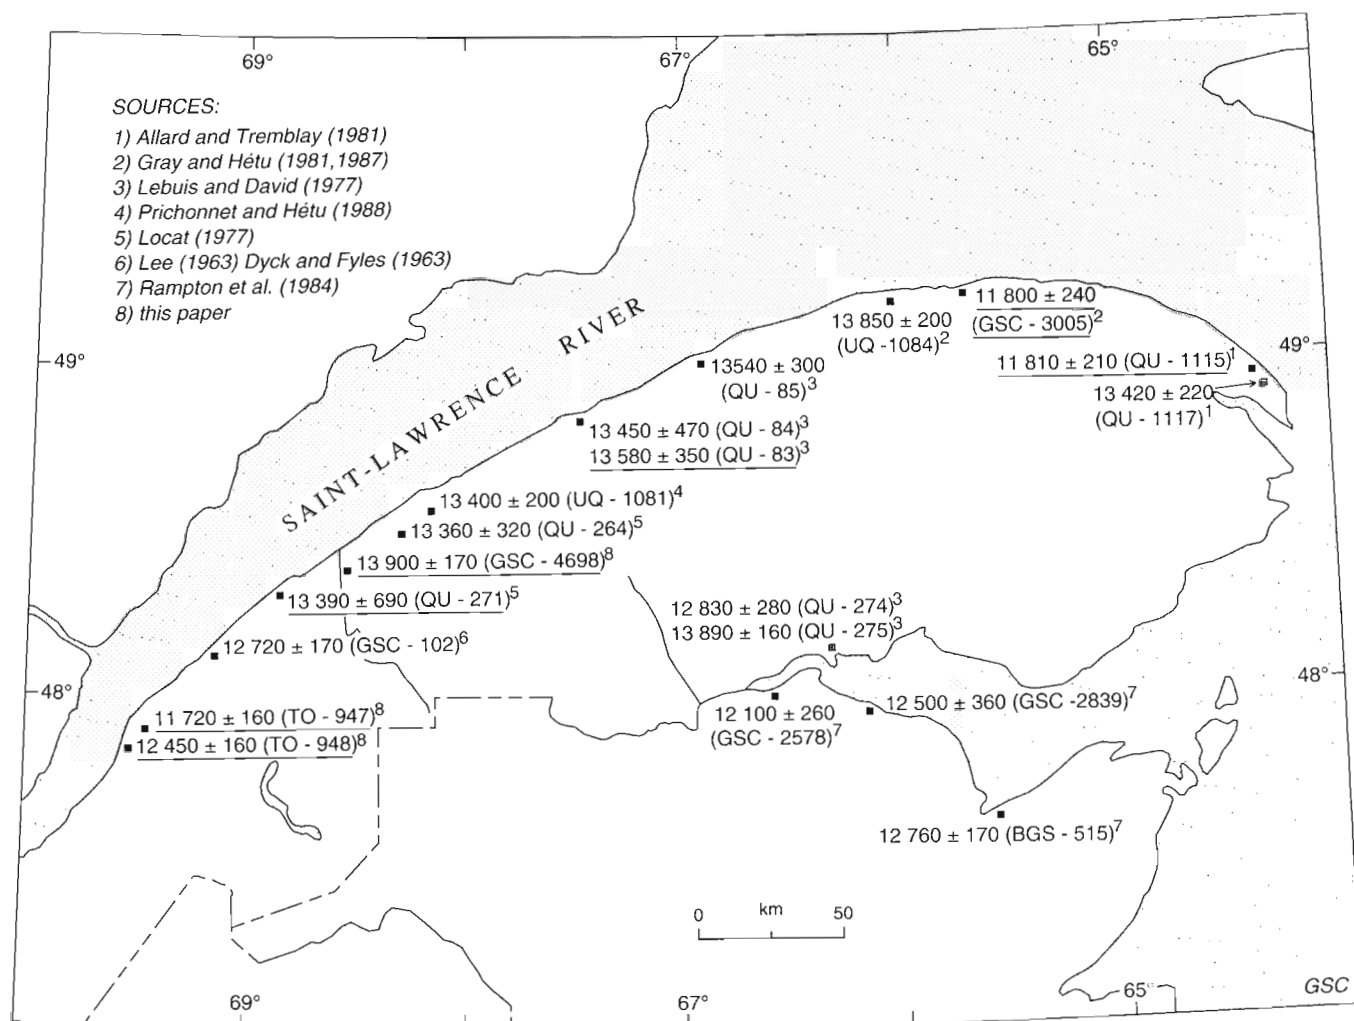 69°
67°
65°
SOURCES:
1) Allard and Tremblay (1981)
2) Gray and Hétu (1981,1987)
3) Lebuis and David (1977)
4) Prichonnet and Hétu (1988)
5) Locat (1977)
6) Lee (1963) Dyck and Fyles (1963)
7) Rampton et al. (1984)
8) this paper
SAINT-LAWRENCE RIVER
49°
49°
11 800 ± 240
(GSC - 3005)²
13 850 ± 200
(UQ -1084)²
11 810 ± 210 (QU - 1115)¹
13 420 ± 220
(QU - 1117)¹
13540 ± 300
(QU - 85)³
13 450 ± 470 (QU - 84)³
13 580 ± 350 (QU - 83)³
13 400 ± 200 (UQ - 1081)⁴
13 360 ± 320 (QU - 264)⁵
13 900 ± 170 (GSC - 4698)⁸
13 390 ± 690 (QU - 271)⁵
12 830 ± 280 (QU - 274)³
13 890 ± 160 (QU - 275)³
12 720 ± 170 (GSC - 102)⁶
48°
48°
12 500 ± 360 (GSC -2839)⁷
12 100 ± 260
(GSC - 2578)⁷
11 720 ± 160 (TO - 947)⁸
12 450 ± 160 (TO - 948)⁸
12 760 ± 170 (BGS - 515)⁷
0 km 50
69°
67°
65°
GSC